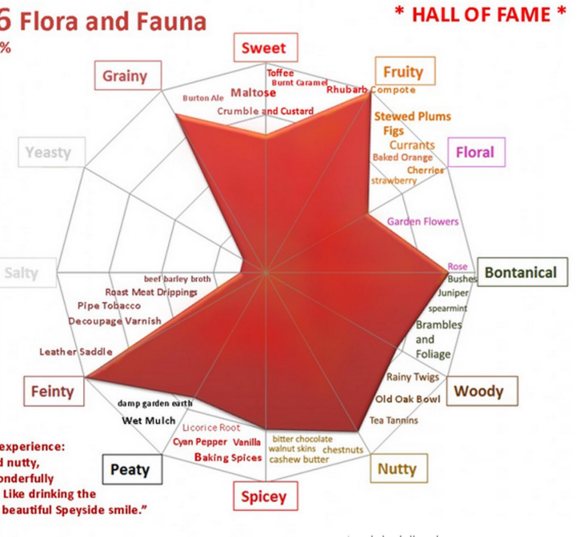 6 Flora and Fauna
%
* HALL OF FAME *
Sweet
Toffee
Burnt Caramel
Maltose
Crumble and Custard
Fruity
Rhubarb Compote
Stewed Plums
Figs
Currants
Baked Orange
Cherries
strawberry
Floral
Garden Flowers
Rose
Bontanical
Bushes
Juniper
spearmint
Brambles
and
Foliage
Woody
Rainy Twigs
Old Oak Bowl
Tea Tannins
Nutty
bitter chocolate
walnut skins
chestnuts
cashew butter
Spicey
Licorice Root
Cyan Pepper
Vanilla
Baking Spices
Peaty
damp garden earth
Wet Mulch
Feinty
beef barley broth
Roast Meat Drippings
Pipe Tobacco
Decoupage Varnish
Leather Saddle
Salty
Yeasty
Grainy
Burton Ale
experience:
d nutty,
onderfully
Like drinking the
beautiful Speyside smile.”